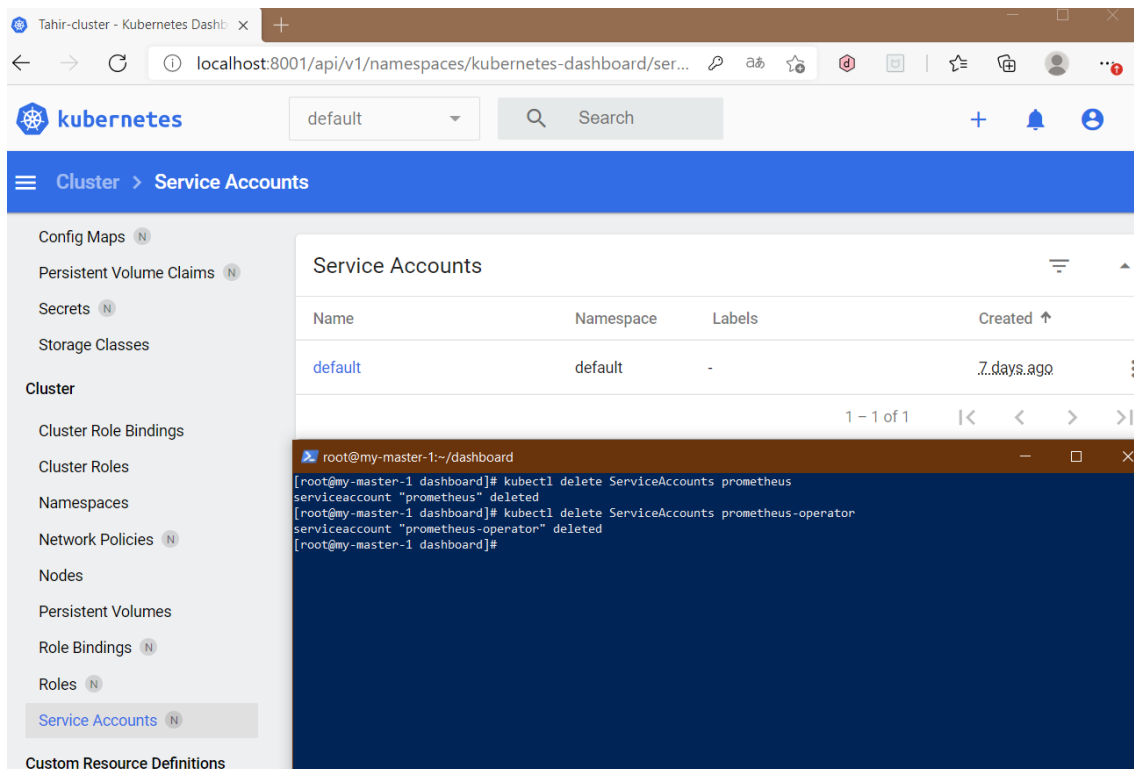 Tahir-cluster - Kubernetes Dashb
localhost:8001/api/v1/namespaces/kubernetes-dashboard/ser...
kubernetes
default
Search
Cluster > Service Accounts
Config Maps N
Persistent Volume Claims N
Secrets N
Storage Classes
Cluster
Cluster Role Bindings
Cluster Roles
Namespaces
Network Policies N
Nodes
Persistent Volumes
Role Bindings N
Roles N
Service Accounts N
Custom Resource Definitions
Service Accounts
Name Namespace Labels Created
default default - 7 days ago
1 – 1 of 1
root@my-master-1:~/dashboard
[root@my-master-1 dashboard]# kubectl delete ServiceAccounts prometheus
serviceaccount "prometheus" deleted
[root@my-master-1 dashboard]# kubectl delete ServiceAccounts prometheus-operator
serviceaccount "prometheus-operator" deleted
[root@my-master-1 dashboard]#